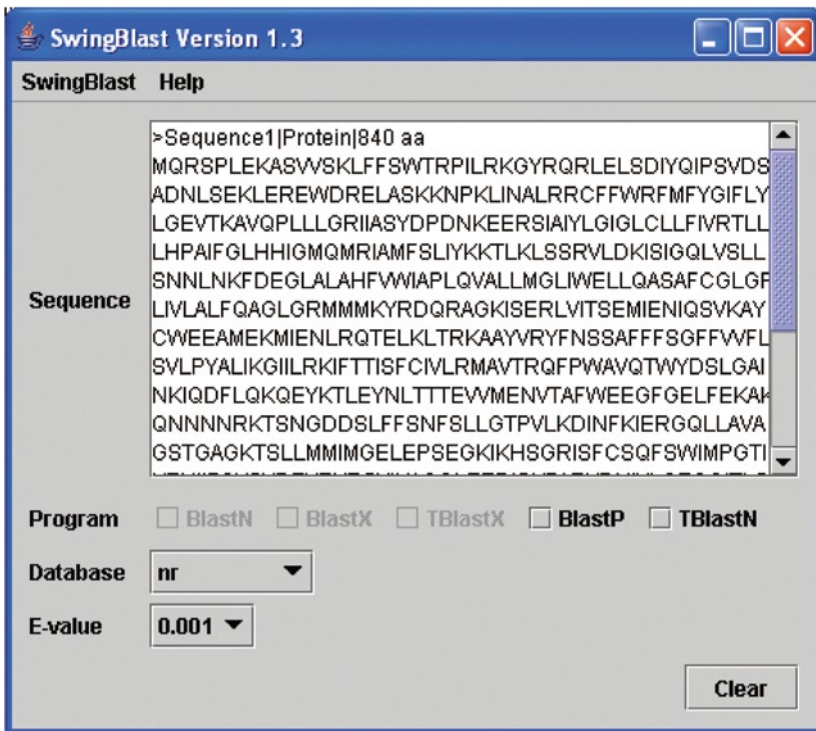 SwingBlast Version 1.3
SwingBlast Help
>Sequence1|Protein|840 aa
MQRSPLEKASVVSKLFFSWTRPILRKGYRQRLELSDIYQIPSVDS
ADNLSEKLEREWDRELASKKNPKLINALRRCFFWRFMFYGIFLY
LGEVTKAVQPLLLGRIIASYDPDNKEERSIAIYLGIGLCLLFIVRTLL
LHPAIFGLHHIGMQMRIAMFSLIYKKTLKLSSRVLDKISIGQLVSLL
SNNLNKFDEGLALAHFVWIAPLQVALLMGLIWELLQASAFCGLGF
Sequence
LIVLALFQAGLGRMMMKYRDQRAGKISERLVITSEMIENIQSVKAY
CWEEAMEKMIENLRQTELKLTRKAAYVRYFNSSAFFFSGFFVVFL
SVLPYALIKGIILRKIFTTISFCIVLRMAVTRQFPWAVQTWYDSLGAI
NKIQDFLQKQEYKTLEYNLTTTEVVMENVTAFWEEGFGELFEKAK
QNNNNRKTSNGDDSLFFSNFSLLGTPVLKDINFKIERGQLLAVA
GSTGAGKTSLLMMIMGELEPSEGKIKHSGRISFCSQFSWIMPGTI
Program BlastN BlastX TBlastX BlastP TBlastN
Database nr
E-value 0.001
Clear